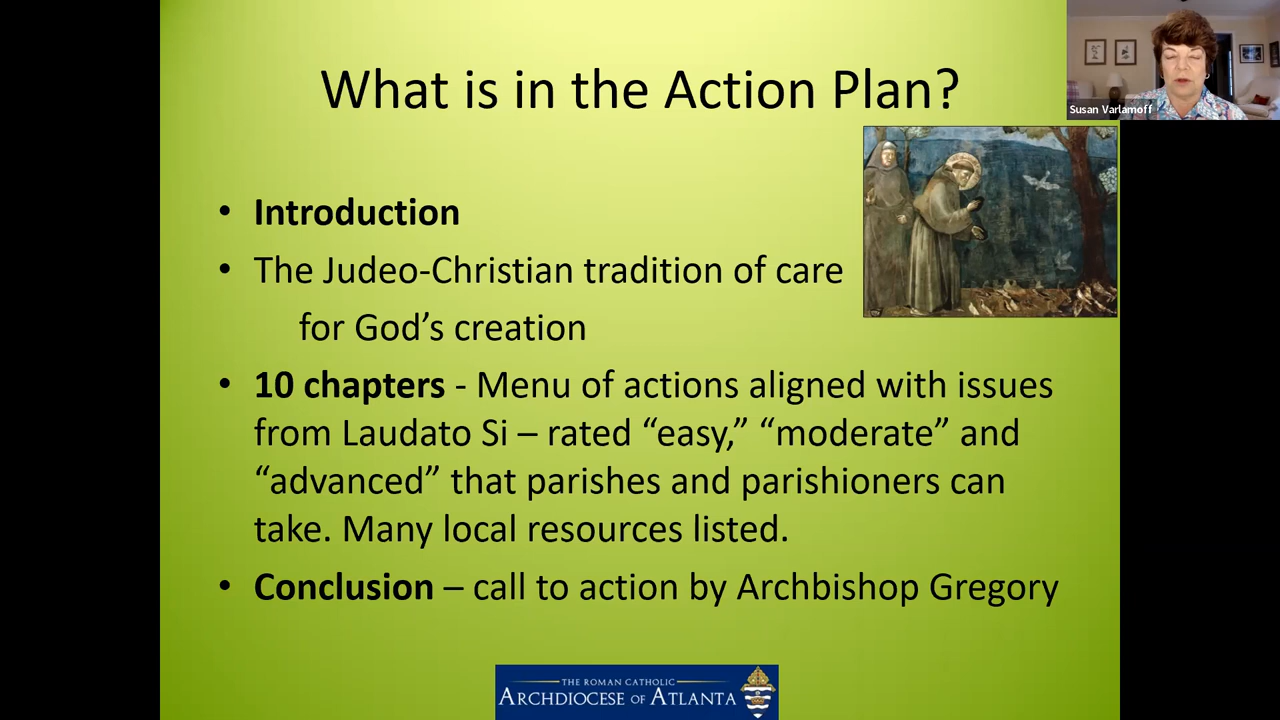 What is in the Action Plan?
Susan Varlamoff
• Introduction
• The Judeo-Christian tradition of care
for God’s creation
• 10 chapters - Menu of actions aligned with issues
from Laudato Si – rated “easy,” “moderate” and
“advanced” that parishes and parishioners can
take. Many local resources listed.
• Conclusion – call to action by Archbishop Gregory
THE ROMAN CATHOLIC
ARCHDIOCESE OF ATLANTA